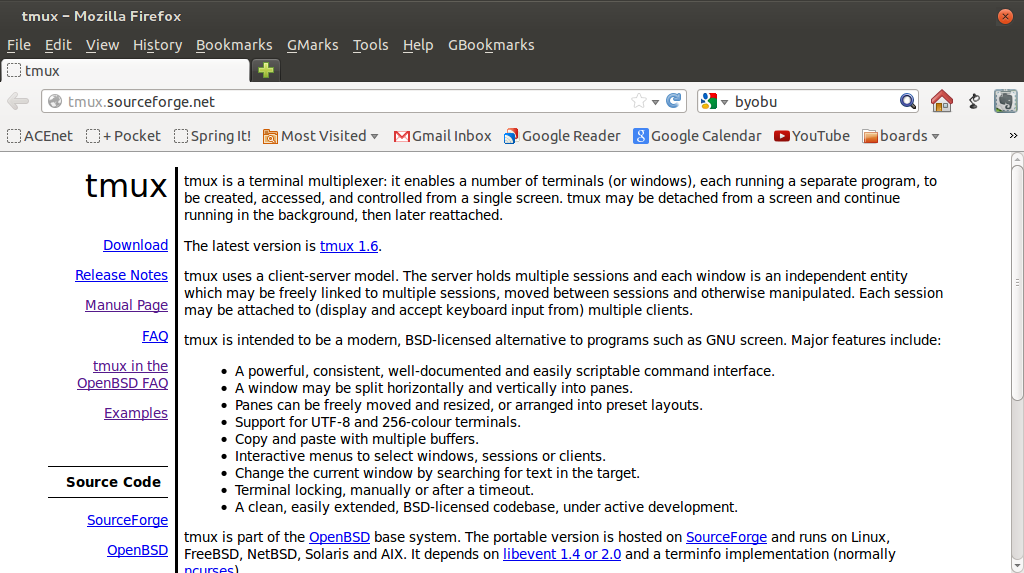 tmux - Mozilla Firefox
File Edit View History Bookmarks GMarks Tools Help GBookmarks
tmux
tmux.sourceforge.net
byobu
ACEnet + Pocket Spring It! Most Visited Gmail Inbox Google Reader 8 Google Calendar YouTube boards »
tmux
Download
Release Notes
Manual Page
FAQ
tmux in the
OpenBSD FAQ
Examples
Source Code
SourceForge
OpenBSD
tmux is a terminal multiplexer: it enables a number of terminals (or windows), each running a separate program, to
be created, accessed, and controlled from a single screen. tmux may be detached from a screen and continue
running in the background, then later reattached.
The latest version is tmux 1.6.
tmux uses a client-server model. The server holds multiple sessions and each window is an independent entity
which may be freely linked to multiple sessions, moved between sessions and otherwise manipulated. Each session
may be attached to (display and accept keyboard input from) multiple clients.
tmux is intended to be a modern, BSD-licensed alternative to programs such as GNU screen. Major features include:
• A powerful, consistent, well-documented and easily scriptable command interface.
• A window may be split horizontally and vertically into panes.
• Panes can be freely moved and resized, or arranged into preset layouts.
• Support for UTF-8 and 256-colour terminals.
• Copy and paste with multiple buffers.
• Interactive menus to select windows, sessions or clients.
• Change the current window by searching for text in the target.
• Terminal locking, manually or after a timeout.
• A clean, easily extended, BSD-licensed codebase, under active development.
tmux is part of the OpenBSD base system. The portable version is hosted on SourceForge and runs on Linux,
FreeBSD, NetBSD, Solaris and AIX. It depends on libevent 1.4 or 2.0 and a terminfo implementation (normally
ncurses).